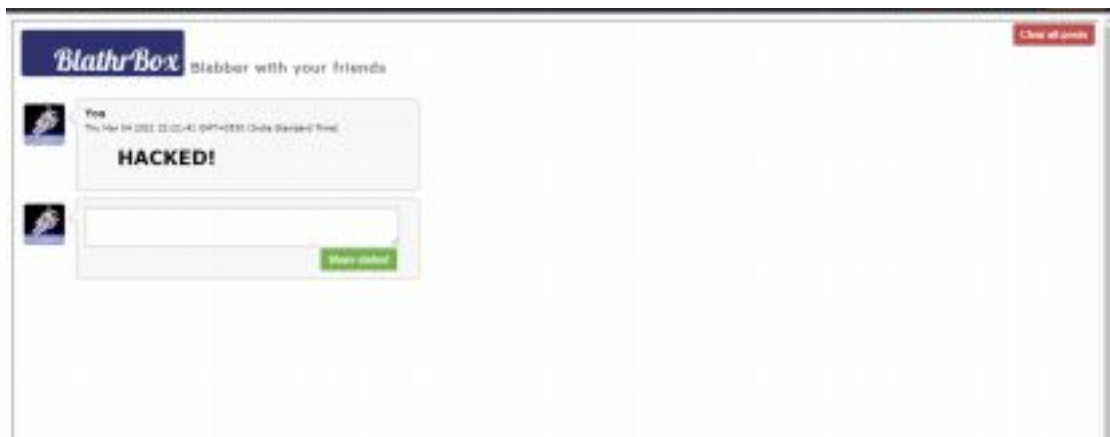 Clear all posts
BlathrBox Blabber with your friends
You
HACKED!
Share status!